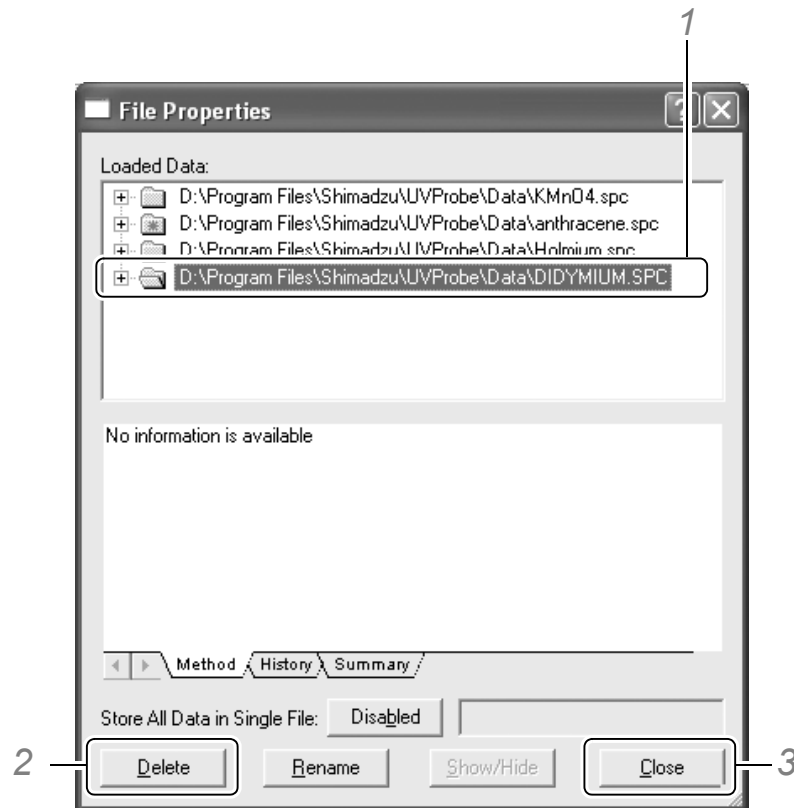 1
File Properties
Loaded Data:
D:\Program Files\Shimadzu\UVProbe\Data\KMnO4.spc
D:\Program Files\Shimadzu\UVProbe\Data\anthracene.spc
D:\Program Files\Shimadzu\UVProbe\Data\Holmium.spc
D:\Program Files\Shimadzu\UVProbe\Data\DIDYMIUM.SPC
No information is available
Method History Summary
Store All Data in Single File: Disabled
2 Delete Rename Show/Hide Close 3